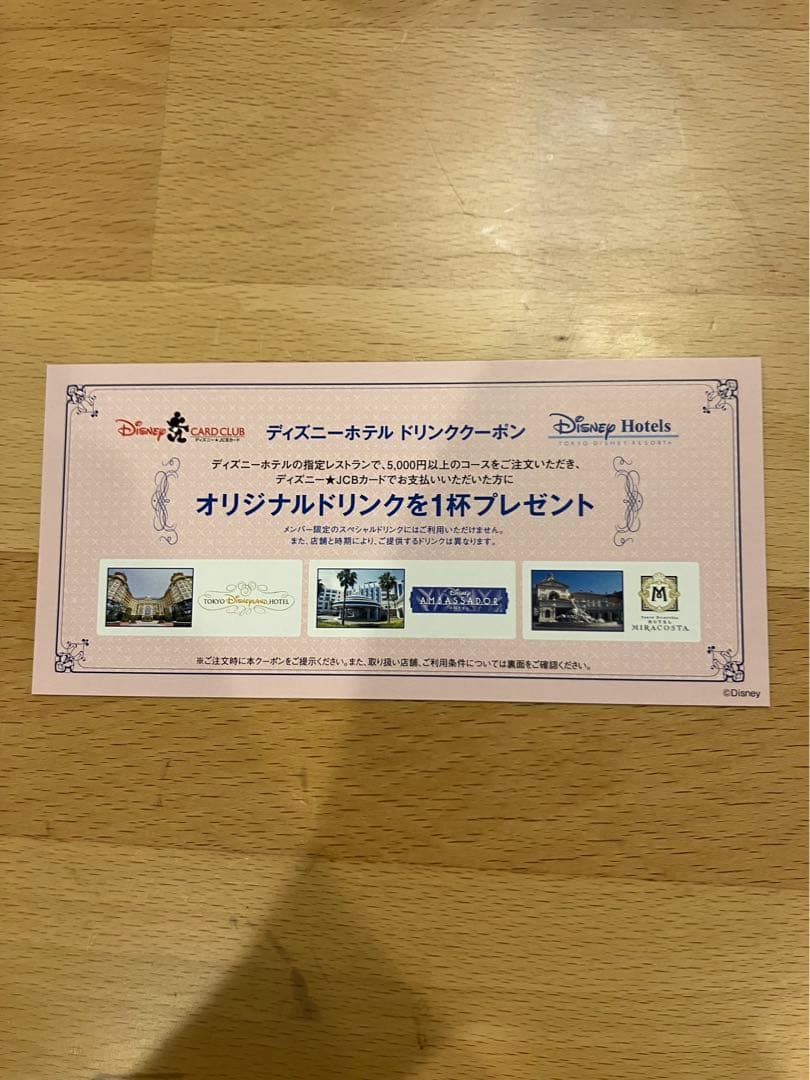 Disney CARD CLUB
ディズニー★JCBカード
ディズニーホテル ドリンククーポン
Disney Hotels
TOKYO DISNEY RESORT
ディズニーホテルの指定レストランで、5,000円以上のコースをご注文いただき、
ディズニー★JCBカードでお支払いいただいた方に
オリジナルドリンクを1杯プレゼント
メンバー限定のスペシャルドリンクにはご利用いただけません。
また、店舗と時期により、ご提供するドリンクは異なります。
TOKYO DISNEYLAND HOTEL
Disney
AMBASSADOR
M
HOTEL
MIRACOSTA
※ご注文時に本クーポンをご提示ください。また、取り扱い店舗、ご利用条件については裏面をご確認ください。
©Disney